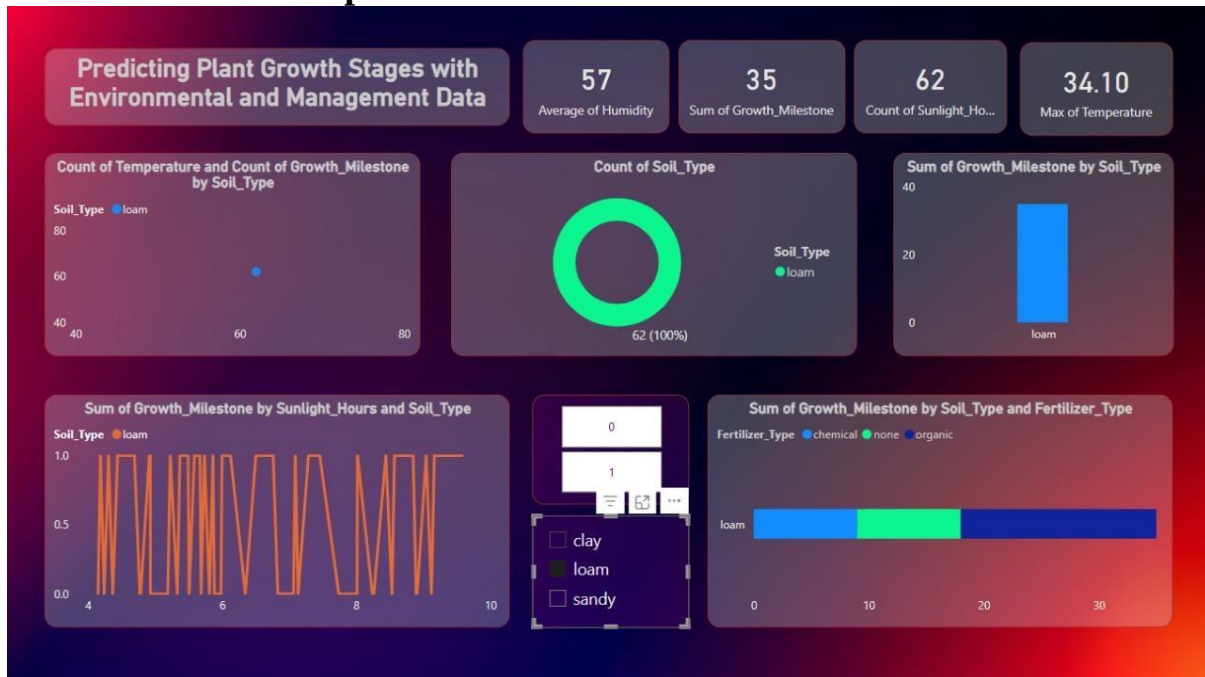 Predicting Plant Growth Stages with
Environmental and Management Data
57
Average of Humidity
35
Sum of Growth_Milestone
62
Count of Sunlight_Ho...
34.10
Max of Temperature
Count of Temperature and Count of Growth_Milestone
by Soil_Type
Soil_Type loam
80
60
40
40 60 80
Count of Soil_Type
Soil_Type
loam
62 (100%)
Sum of Growth_Milestone by Soil_Type
40
20
0
loam
Sum of Growth_Milestone by Sunlight_Hours and Soil_Type
Soil_Type loam
1.0
0.5
0.0
4 6 8 10
0
1
clay
loam
sandy
Sum of Growth_Milestone by Soil_Type and Fertilizer_Type
Fertilizer_Type chemical none organic
loam
0 10 20 30